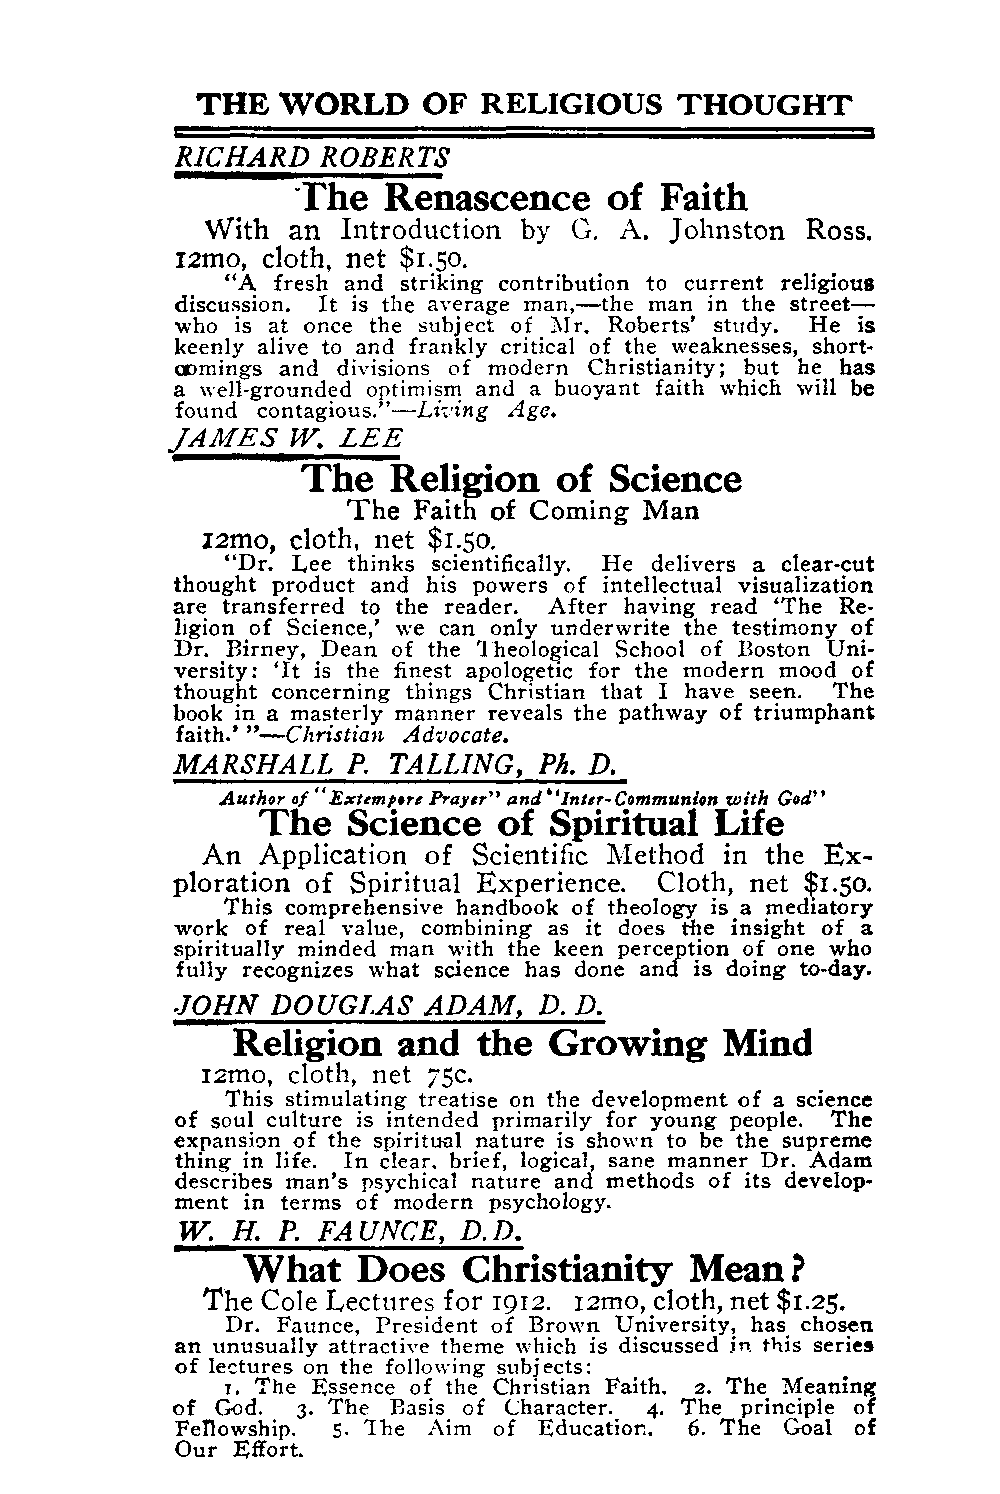 THE WORLD OF RELIGIOUS THOUGHT
RICHARD ROBERTS
The Renascence of Faith
With an Introduction by G. A. Johnston Ross.
12mo, cloth, net $1.50.
"A fresh and striking contribution to current religious
discussion. It is the average man,—the man in the street—
who is at once the subject of Mr. Roberts' study. He is
keenly alive to and frankly critical of the weaknesses, short-
comings and divisions of modern Christianity; but he has
a well-grounded optimism and a buoyant faith which will be
found contagious."—Living Age.
JAMES W. LEE
The Religion of Science
The Faith of Coming Man
12mo, cloth, net $1.50.
"Dr. Lee thinks scientifically. He delivers a clear-cut
thought product and his powers of intellectual visualization
are transferred to the reader. After having read 'The Re-
ligion of Science,' we can only underwrite the testimony of
Dr. Birney, Dean of the Theological School of Boston Uni-
versity: 'It is the finest apologetic for the modern mood of
thought concerning things Christian that I have seen. The
book in a masterly manner reveals the pathway of triumphant
faith.' "—Christian Advocate.
MARSHALL P. TALLING, Ph. D.
Author of "Extempore Prayer" and "Inter-Communion with God"
The Science of Spiritual Life
An Application of Scientific Method in the Ex-
ploration of Spiritual Experience. Cloth, net $1.50.
This comprehensive handbook of theology is a mediatory
work of real value, combining as it does the insight of a
spiritually minded man with the keen perception of one who
fully recognizes what science has done and is doing to-day.
JOHN DOUGLAS ADAM, D. D.
Religion and the Growing Mind
12mo, cloth, net 75c.
This stimulating treatise on the development of a science
of soul culture is intended primarily for young people. The
expansion of the spiritual nature is shown to be the supreme
thing in life. In clear, brief, logical, sane manner Dr. Adam
describes man's psychical nature and methods of its develop-
ment in terms of modern psychology.
W. H. P. FAUNCE, D.D.
What Does Christianity Mean?
The Cole Lectures for 1912. 12mo, cloth, net $1.25.
Dr. Faunce, President of Brown University, has chosen
an unusually attractive theme which is discussed in this series
of lectures on the following subjects:
1. The Essence of the Christian Faith. 2. The Meaning
of God. 3. The Basis of Character. 4. The principle of
Fellowship. 5. The Aim of Education. 6. The Goal of
Our Effort.